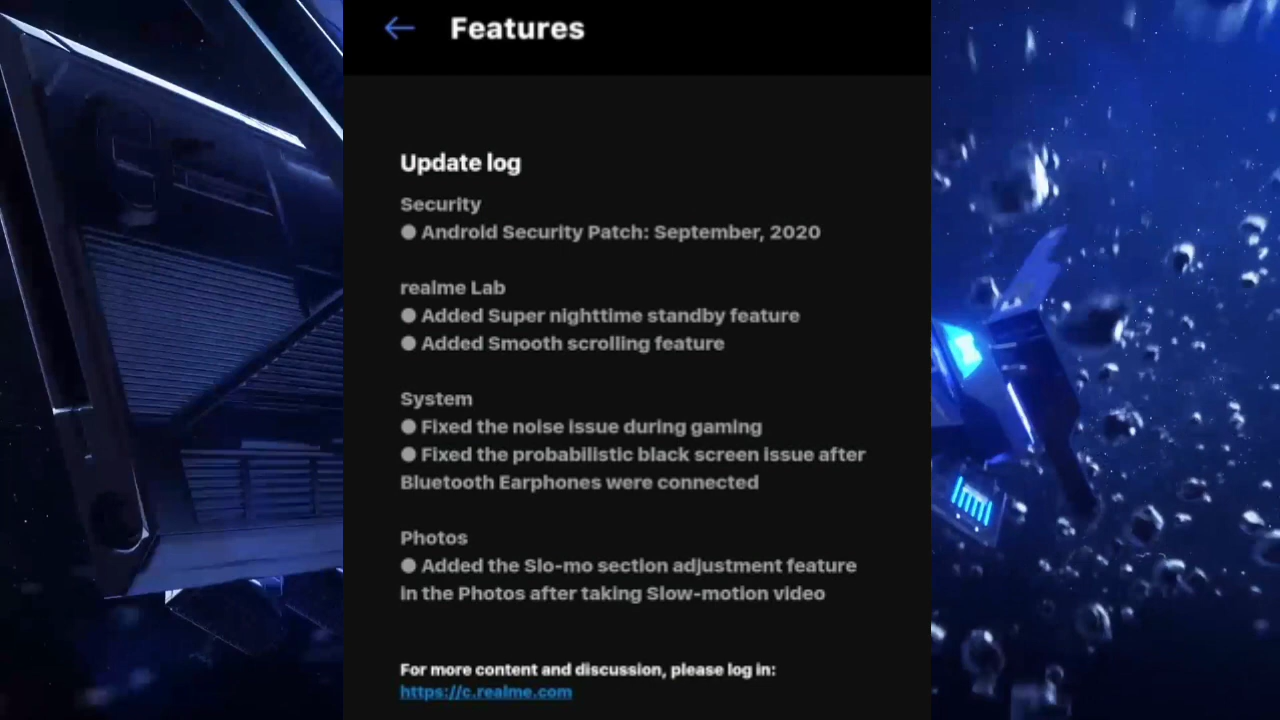 Features
Update log
Security
● Android Security Patch: September, 2020
realme Lab
● Added Super nighttime standby feature
● Added Smooth scrolling feature
System
● Fixed the noise issue during gaming
● Fixed the probabilistic black screen issue after
Bluetooth Earphones were connected
Photos
● Added the Slo-mo section adjustment feature
in the Photos after taking Slow-motion video
For more content and discussion, please log in:
https://c.realme.com